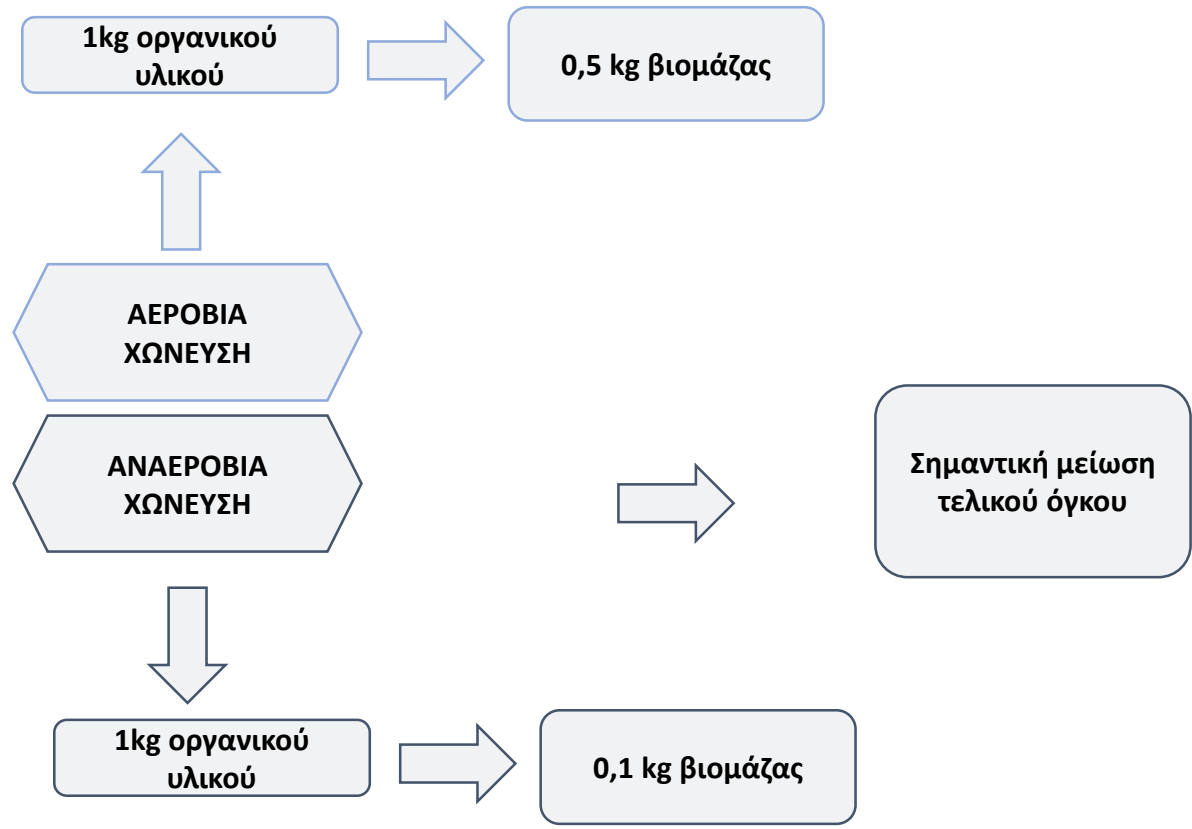 1kg οργανικού
υλικού
0,5 kg βιομάζας
ΑΕΡΟΒΙΑ
ΧΩΝΕΥΣΗ
ΑΝΑΕΡΟΒΙΑ
ΧΩΝΕΥΣΗ
Σημαντική μείωση
τελικού όγκου
1kg οργανικού
υλικού
0,1 kg βιομάζας